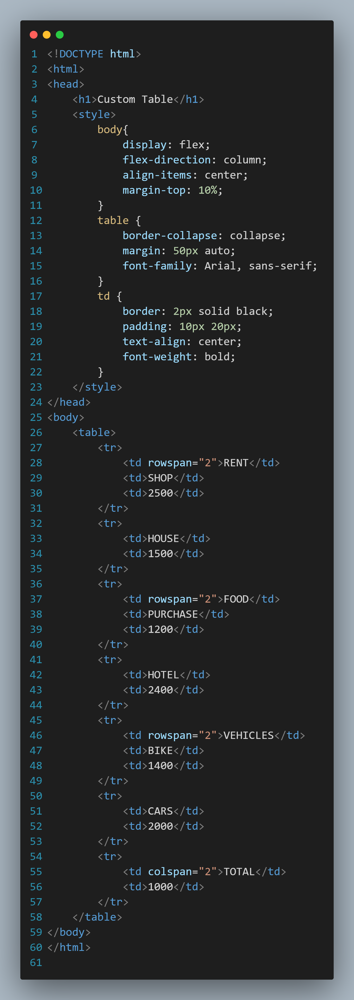 1 <!DOCTYPE html>
2 <html>
3 <head>
4     <h1>Custom Table</h1>
5     <style>
6         body{
7             display: flex;
8             flex-direction: column;
9             align-items: center;
10             margin-top: 10%;
11         }
12         table {
13             border-collapse: collapse;
14             margin: 50px auto;
15             font-family: Arial, sans-serif;
16         }
17         td {
18             border: 2px solid black;
19             padding: 10px 20px;
20             text-align: center;
21             font-weight: bold;
22         }
23     </style>
24 </head>
25 <body>
26     <table>
27         <tr>
28             <td rowspan="2">RENT</td>
29             <td>SHOP</td>
30             <td>2500</td>
31         </tr>
32         <tr>
33             <td>HOUSE</td>
34             <td>1500</td>
35         </tr>
36         <tr>
37             <td rowspan="2">FOOD</td>
38             <td>PURCHASE</td>
39             <td>1200</td>
40         </tr>
41         <tr>
42             <td>HOTEL</td>
43             <td>2400</td>
44         </tr>
45         <tr>
46             <td rowspan="2">VEHICLES</td>
47             <td>BIKE</td>
48             <td>1400</td>
49         </tr>
50         <tr>
51             <td>CARS</td>
52             <td>2000</td>
53         </tr>
54         <tr>
55             <td colspan="2">TOTAL</td>
56             <td>1000</td>
57         </tr>
58     </table>
59 </body>
60 </html>
61